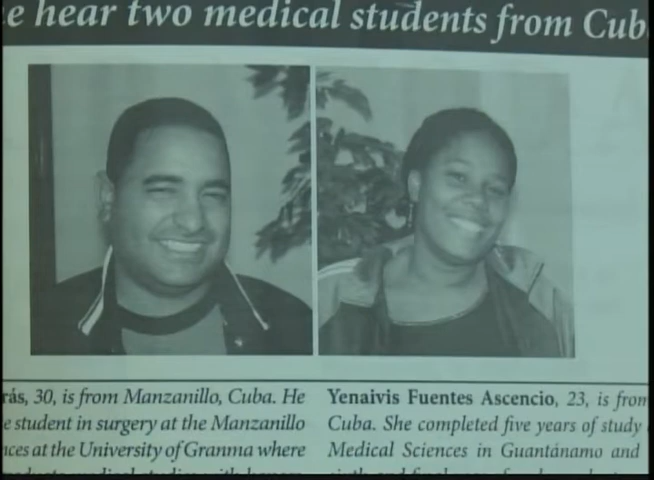 e hear two medical students from Cub
rás, 30, is from Manzanillo, Cuba. He
e student in surgery at the Manzanillo
nces at the University of Granma where
Yenaivis Fuentes Ascencio, 23, is from
Cuba. She completed five years of study
Medical Sciences in Guantánamo and